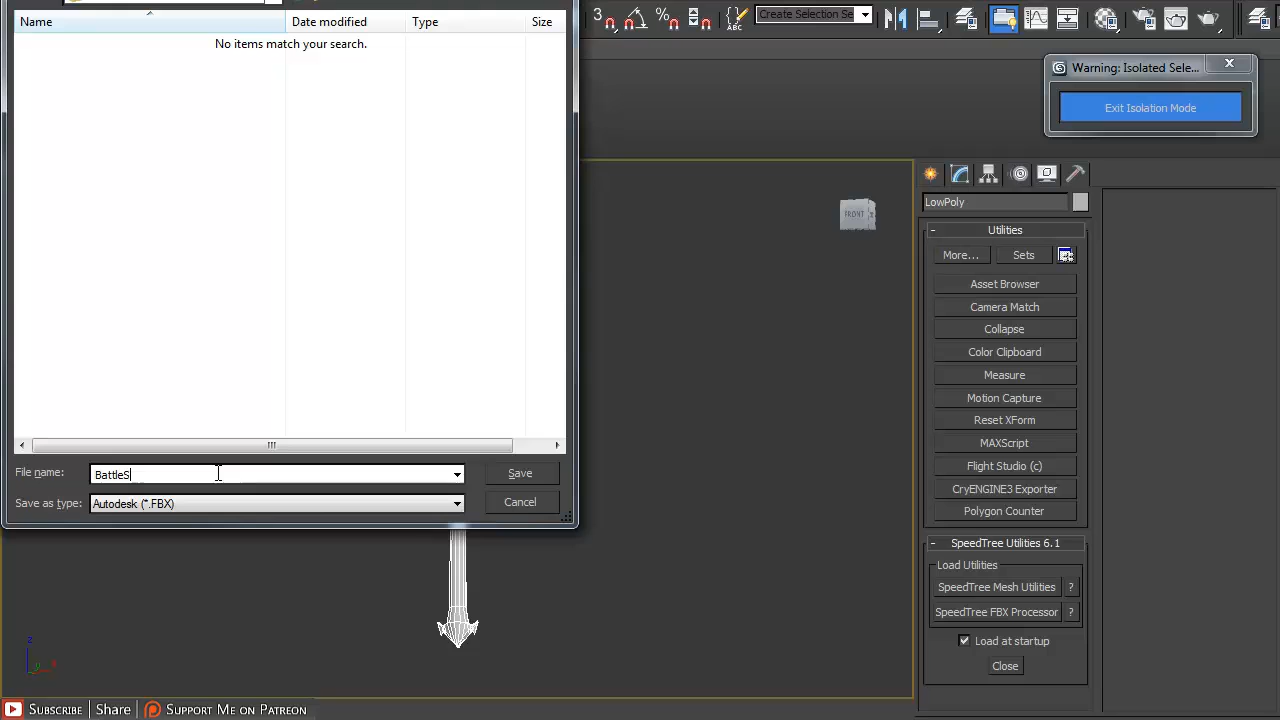 Name Date modified Type Size
No items match your search.
File name: BattleS Save
Save as type: Autodesk (*.FBX) Cancel
3 % ABC Create Selection Se
Warning: Isolated Sele...
Exit Isolation Mode
FRONT
LowPoly
- Utilities
More... Sets
Asset Browser
Camera Match
Collapse
Color Clipboard
Measure
Motion Capture
Reset XForm
MAXScript
Flight Studio (c)
CryENGINE3 Exporter
Polygon Counter
- SpeedTree Utilities 6.1
Load Utilities
SpeedTree Mesh Utilities ?
SpeedTree FBX Processor ?
Load at startup
Close
z
y x
Subscribe Share Support Me on Patreon